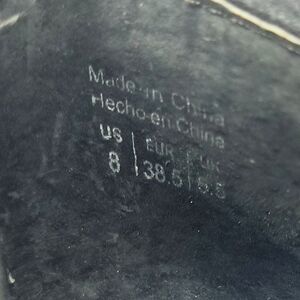 Made in China
Hecho en China
US | EUR | UK
8 | 38.5 | 5.5